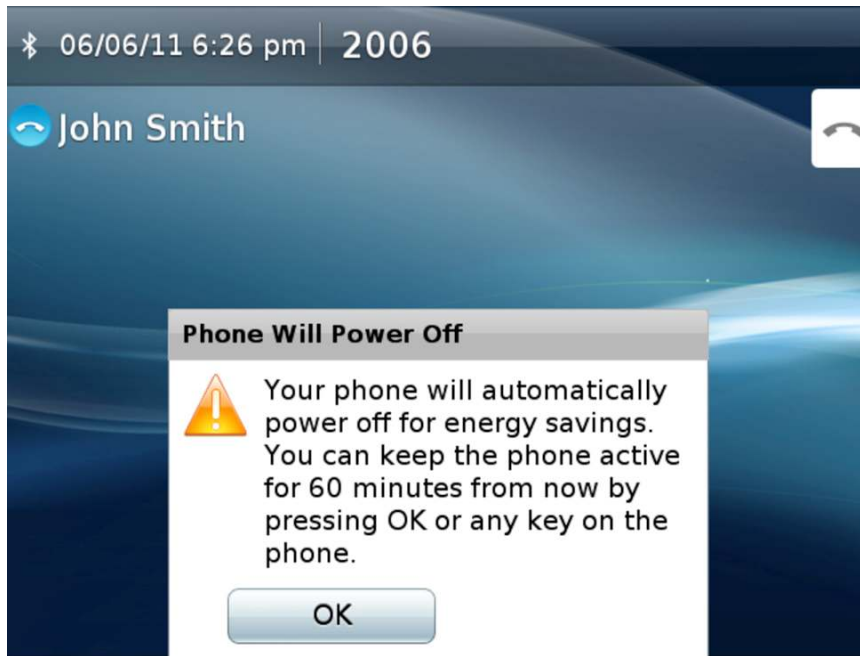 06/06/11 6:26 pm 2006
John Smith
Phone Will Power Off
Your phone will automatically
power off for energy savings.
You can keep the phone active
for 60 minutes from now by
pressing OK or any key on the
phone.
OK